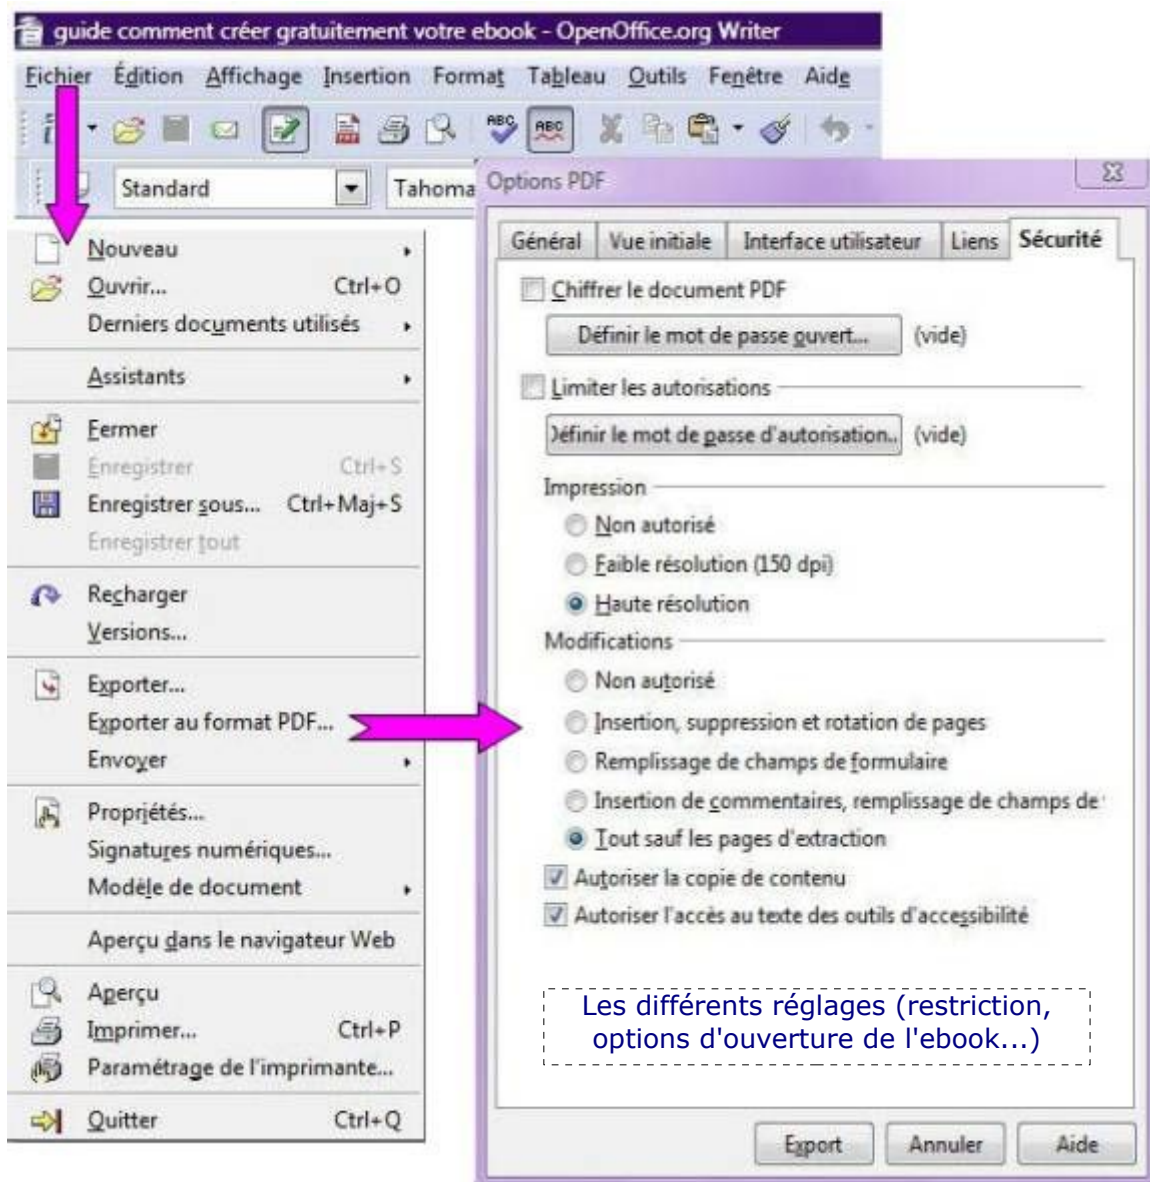 guide comment créer gratuitement votre ebook - OpenOffice.org Writer
Fichier Édition Affichage Insertion Format Tableau Outils Fenêtre Aide
ABC ABC
Standard Tahoma
Nouveau
Ouvrir... Ctrl+O
Derniers documents utilisés
Assistants
Fermer
Enregistrer Ctrl+S
Enregistrer sous... Ctrl+Maj+S
Enregistrer tout
Recharger
Versions...
Exporter...
Exporter au format PDF...
Envoyer
Propriétés...
Signatures numériques...
Modèle de document
Aperçu dans le navigateur Web
Aperçu
Imprimer... Ctrl+P
Paramétrage de l'imprimante...
Quitter Ctrl+Q
Options PDF
Général Vue initiale Interface utilisateur Liens Sécurité
Chiffrer le document PDF
Définir le mot de passe ouvert... (vide)
Limiter les autorisations
Définir le mot de passe d'autorisation.. (vide)
Impression
Non autorisé
Faible résolution (150 dpi)
Haute résolution
Modifications
Non autorisé
Insertion, suppression et rotation de pages
Remplissage de champs de formulaire
Insertion de commentaires, remplissage de champs de
Tout sauf les pages d'extraction
Autoriser la copie de contenu
Autoriser l'accès au texte des outils d'accessibilité
Les différents réglages (restriction,
options d'ouverture de l'ebook...)
Export Annuler Aide